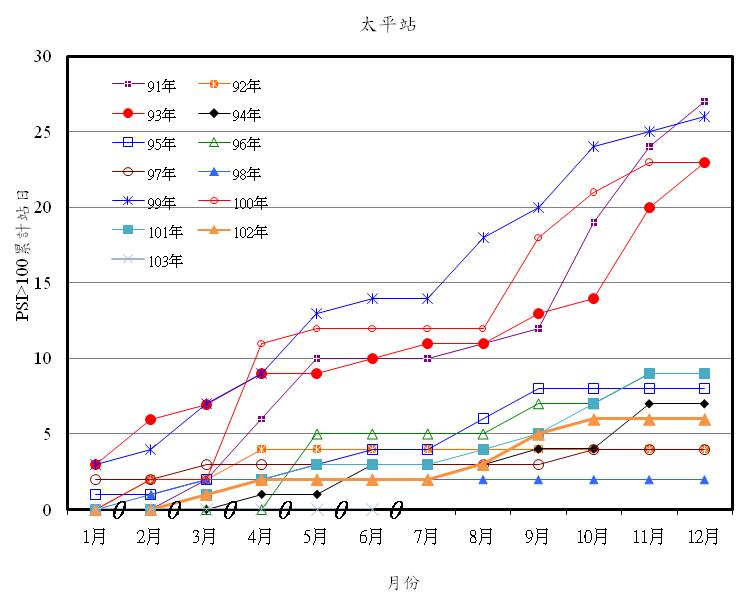 太平站
30
25
20
15
10
5
0
PSI>100累計站日
91年 92年
93年 94年
95年 96年
97年 98年
99年 100年
101年 102年
103年
0 0 0 0 0 0
1月 2月 3月 4月 5月 6月 7月 8月 9月 10月 11月 12月
月份